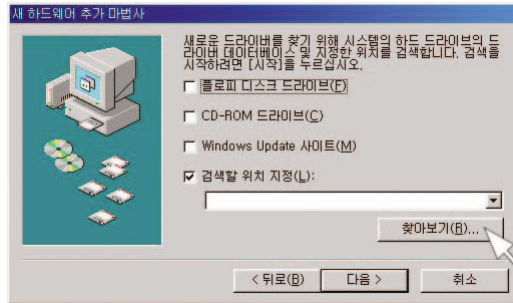 새 하드웨어 추가 마법사
새로운 드라이버를 찾기 위해 시스템의 하드 드라이브의 드
라이버 데이터베이스 및 지정한 위치를 검색합니다. 검색을
시작하려면 [시작]을 누르십시오.
플로피 디스크 드라이브(F)
CD-ROM 드라이브(C)
Windows Update 사이트(M)
검색할 위치 지정(L):
찾아보기(R)...
< 뒤로(B)
다음 >
취소